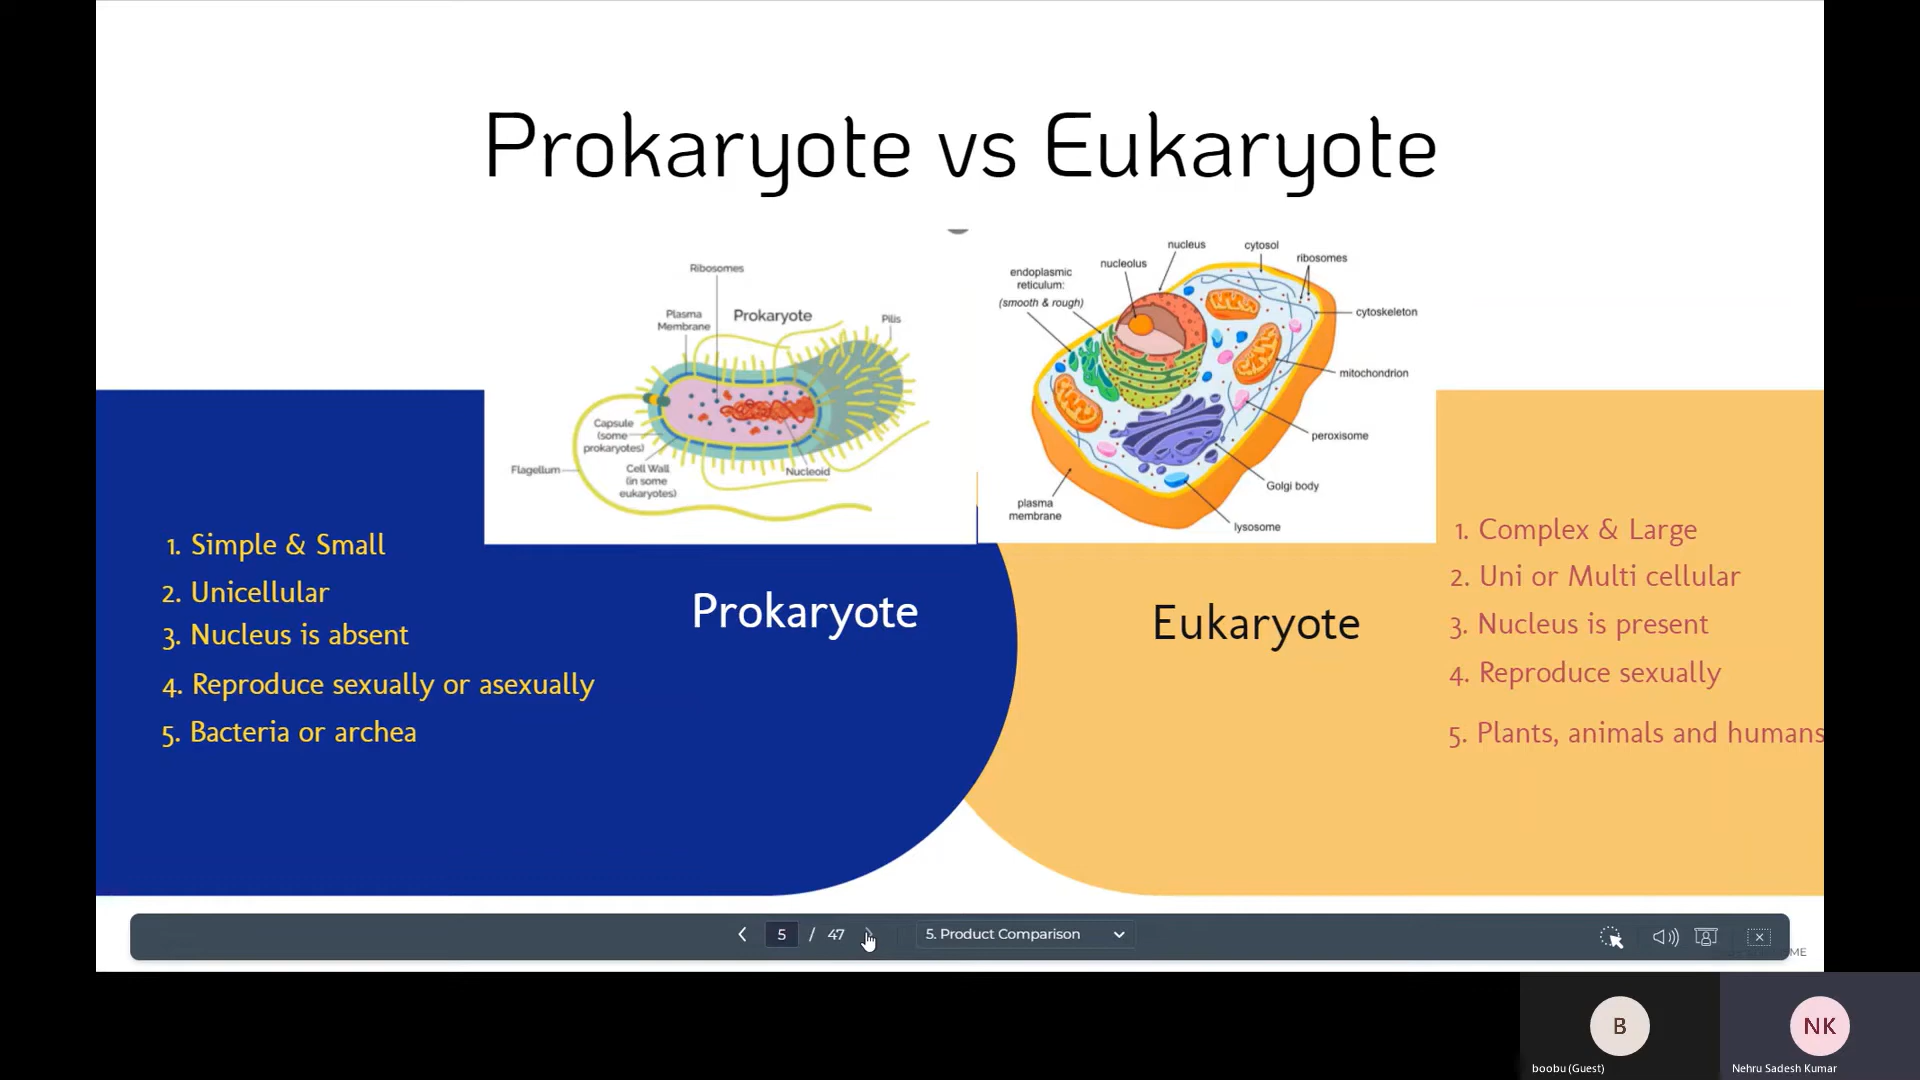 Prokaryote vs Eukaryote
Ribosomes
Plasma
Membrane
Prokaryote
Pilis
Capsule
(some
prokaryotes)
Flagellum
Cell Wall
(in some
eukaryotes)
Nucleoid
nucleus
cytosol
nucleolus
ribosomes
endoplasmic
reticulum:
(smooth & rough)
cytoskeleton
mitochondrion
peroxisome
Golgi body
plasma
membrane
lysosome
1. Simple & Small
2. Unicellular
3. Nucleus is absent
4. Reproduce sexually or asexually
5. Bacteria or archea
Prokaryote
Eukaryote
1. Complex & Large
2. Uni or Multi cellular
3. Nucleus is present
4. Reproduce sexually
5. Plants, animals and humans
5 / 47
5. Product Comparison
B
NK
boobu (Guest)
Nehru Sadesh Kumar